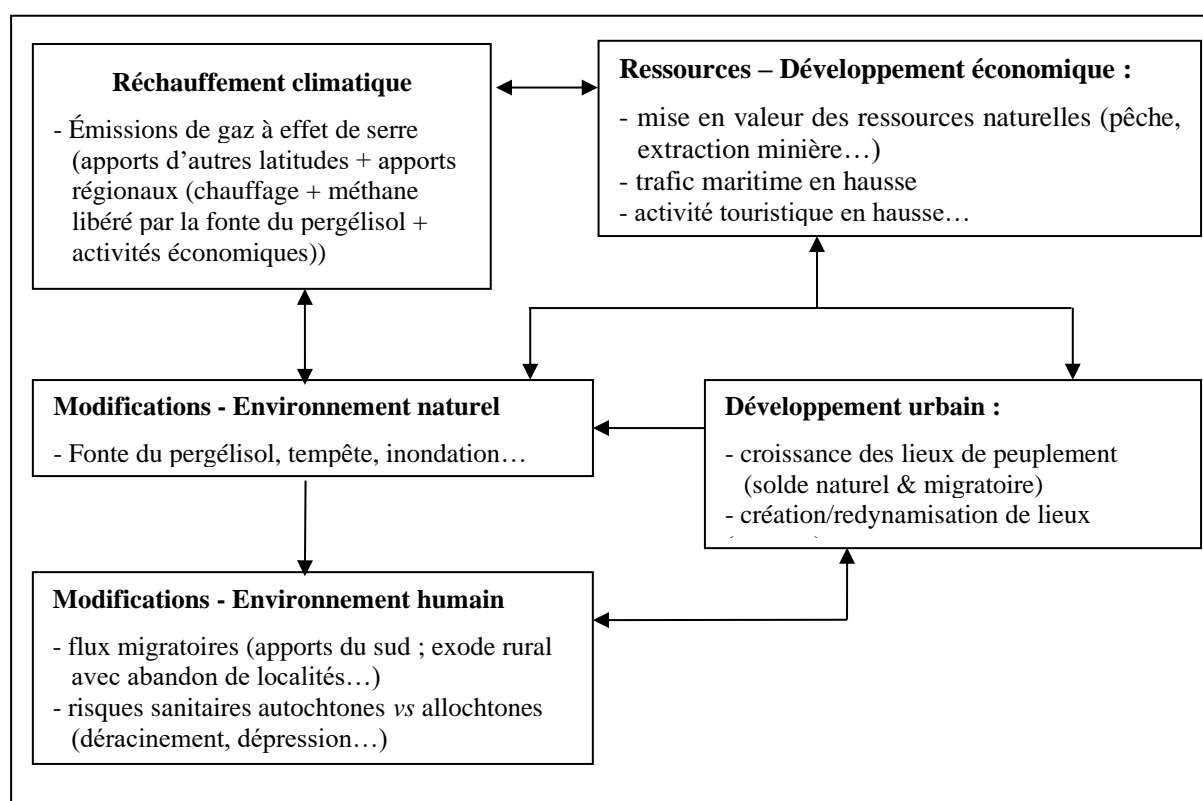 Réchauffement climatique
- Émissions de gaz à effet de serre
(apports d’autres latitudes + apports
régionaux (chauffage + méthane
libéré par la fonte du pergélisol +
activités économiques))
Ressources – Développement économique :
- mise en valeur des ressources naturelles (pêche,
extraction minière…)
- trafic maritime en hausse
- activité touristique en hausse…
Modifications - Environnement naturel
- Fonte du pergélisol, tempête, inondation…
Développement urbain :
- croissance des lieux de peuplement
(solde naturel & migratoire)
- création/redynamisation de lieux
Modifications - Environnement humain
- flux migratoires (apports du sud ; exode rural
avec abandon de localités…)
- risques sanitaires autochtones vs allochtones
(déracinement, dépression…)